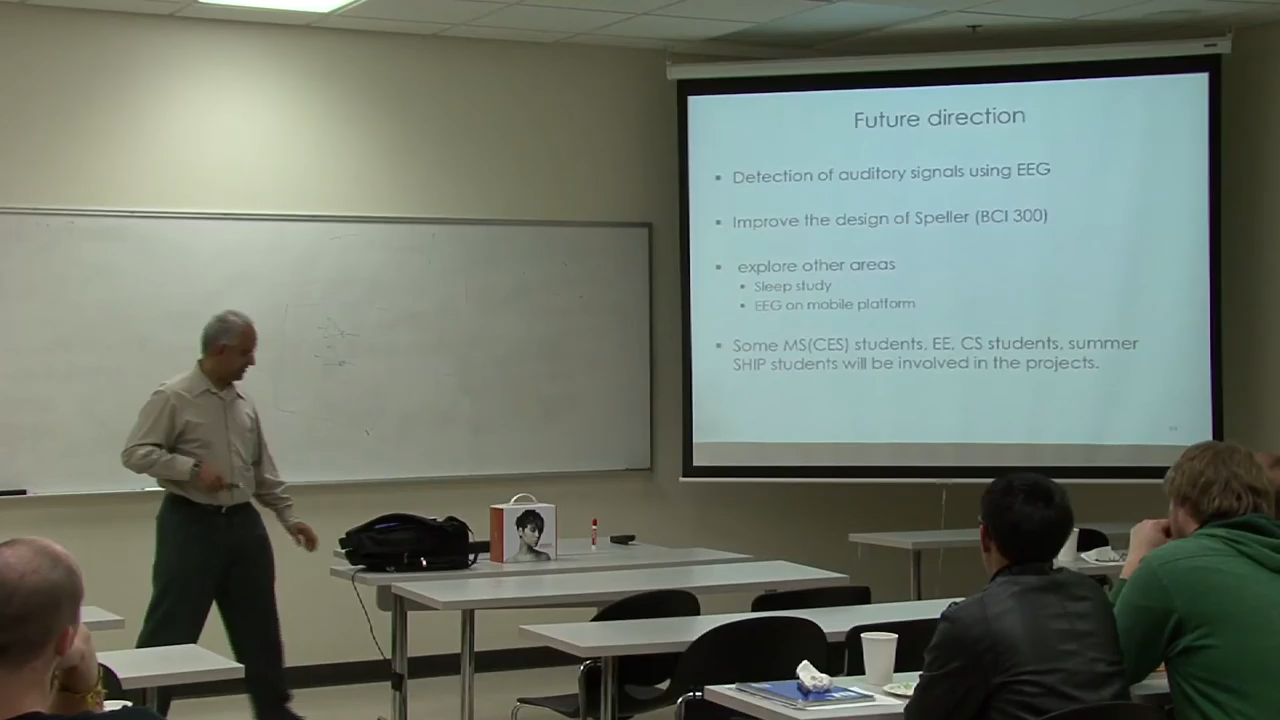 Future direction
Detection of auditory signals using EEG
Improve the design of Speller (BCI 300)
explore other areas
Sleep study
EEG on mobile platform
Some MS(CES) students, EE, CS students, summer
SHIP students will be involved in the projects.